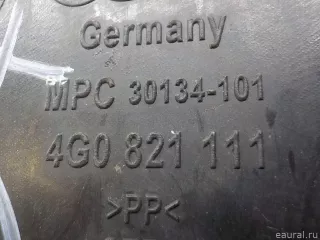 Germany
MPC 30134-101
4G0 821 111
>PP<
eaural.ru